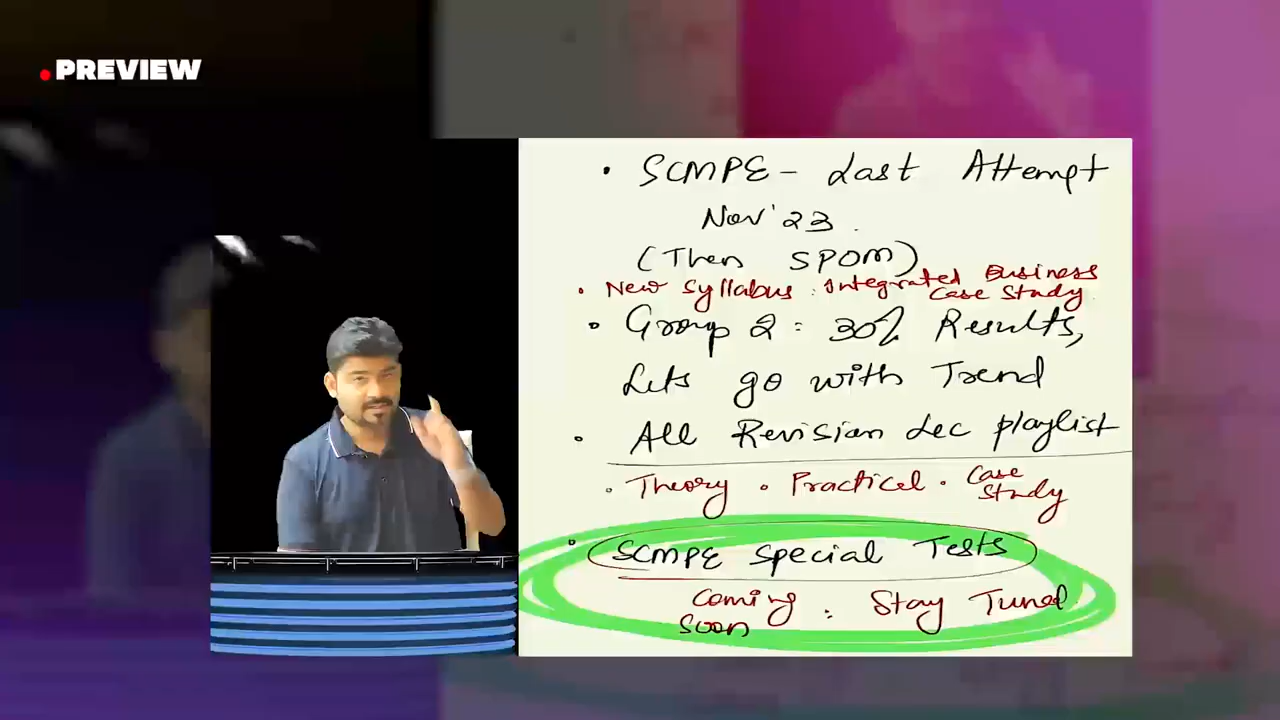 PREVIEW
• SCMPE - Last Attempt
Nov' 23.
(Then SPOM)
• New Syllabus : Integrated Business
Case Study
• Group 2 : 30% Results,
Lets go with Trend
• All Revision Lec playlist
• Theory • Practical • Case
Study
• SCMPE Special Tests
Coming : Stay Tuned
Soon